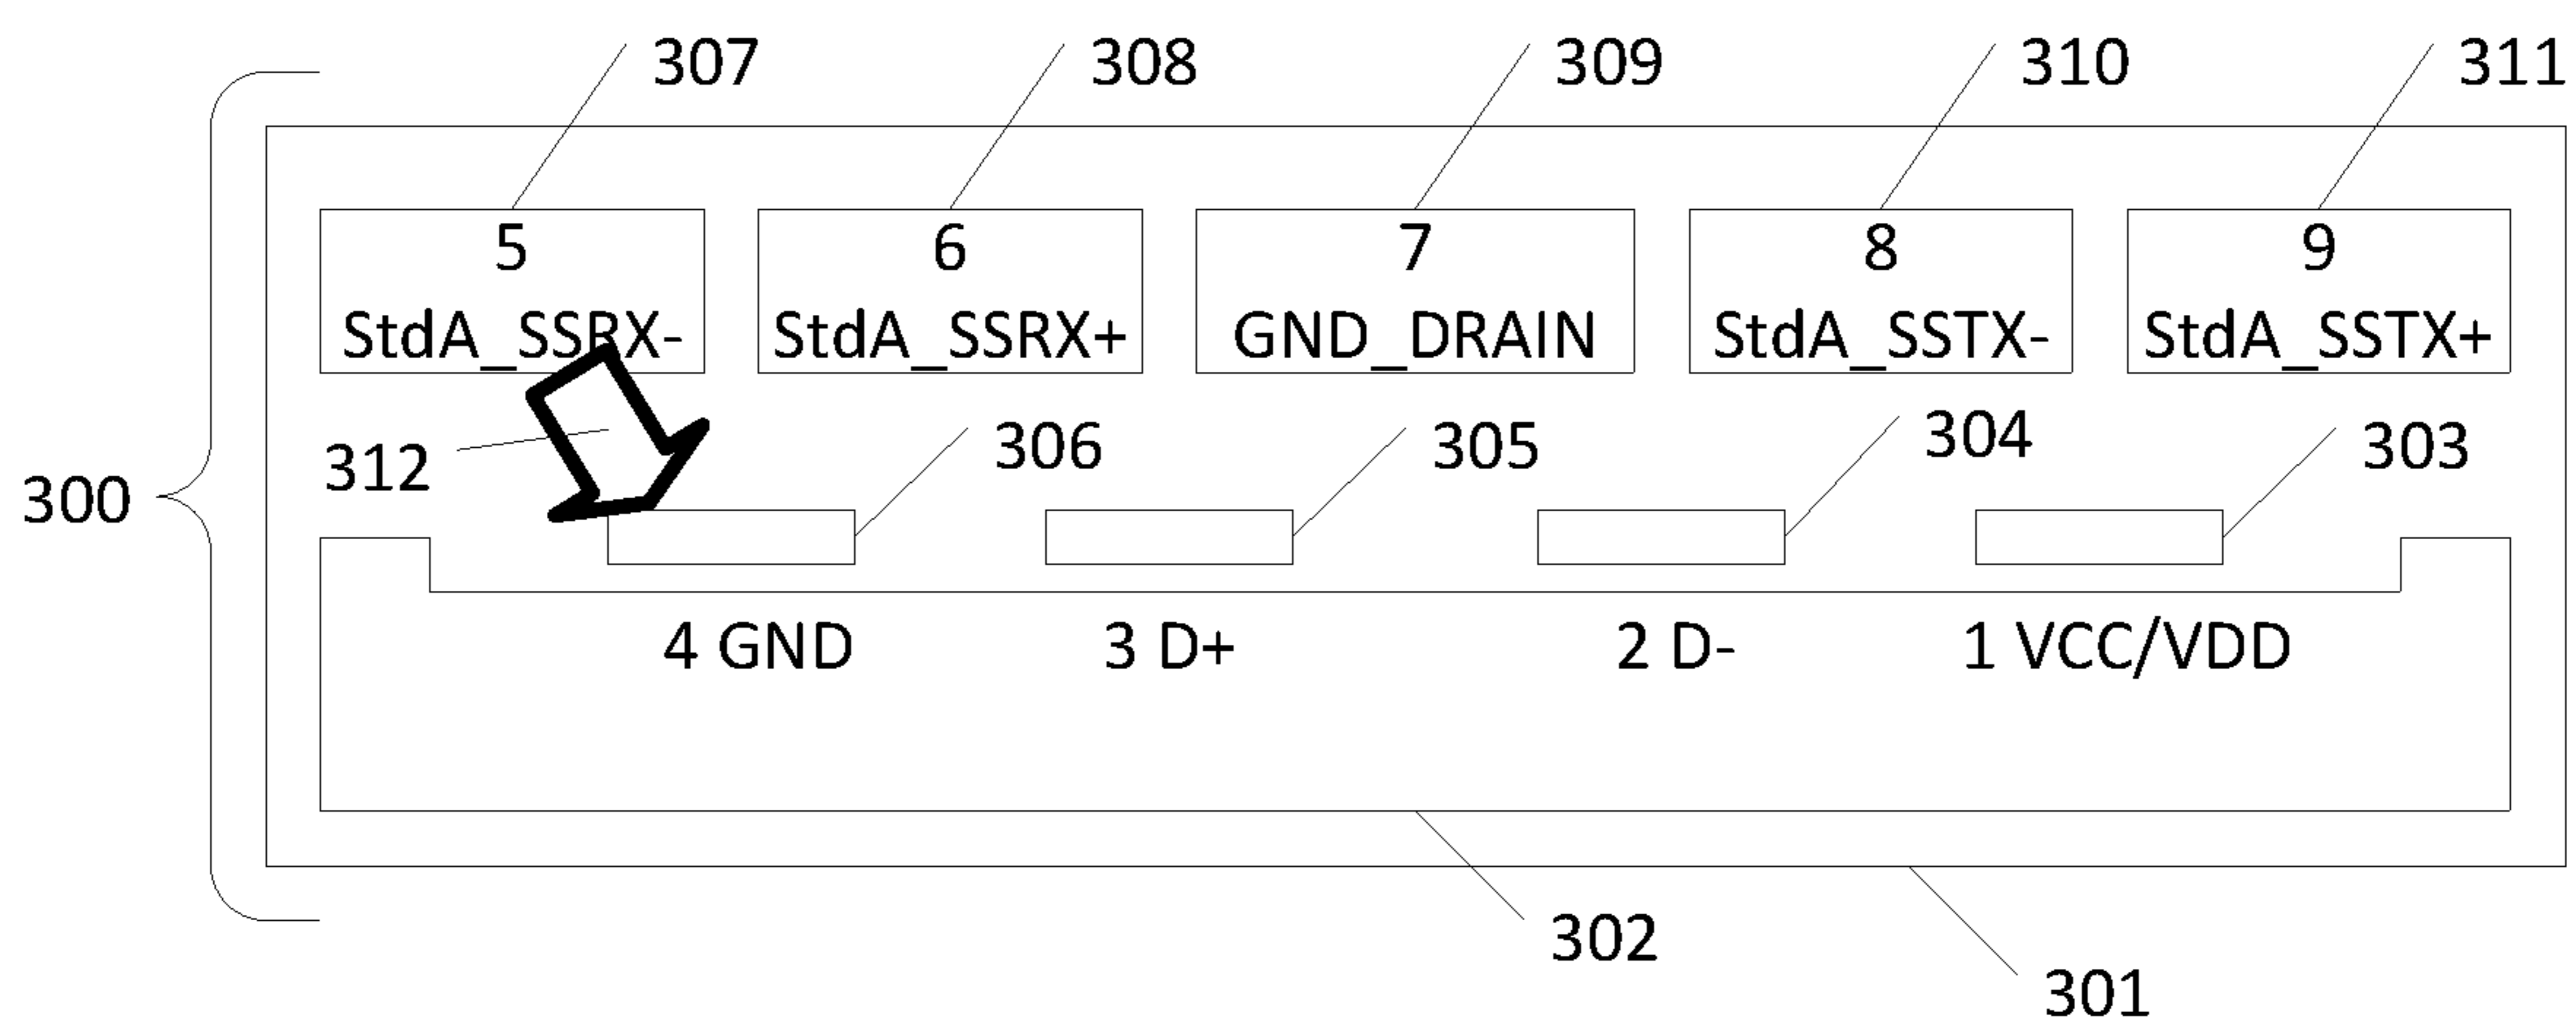 307 308 309 310 311
5 6 7 8 9
StdA_SSRX- StdA_SSRX+ GND_DRAIN StdA_SSTX- StdA_SSTX+
312 306 305 304 303
300
4 GND 3 D+ 2 D- 1 VCC/VDD
302
301